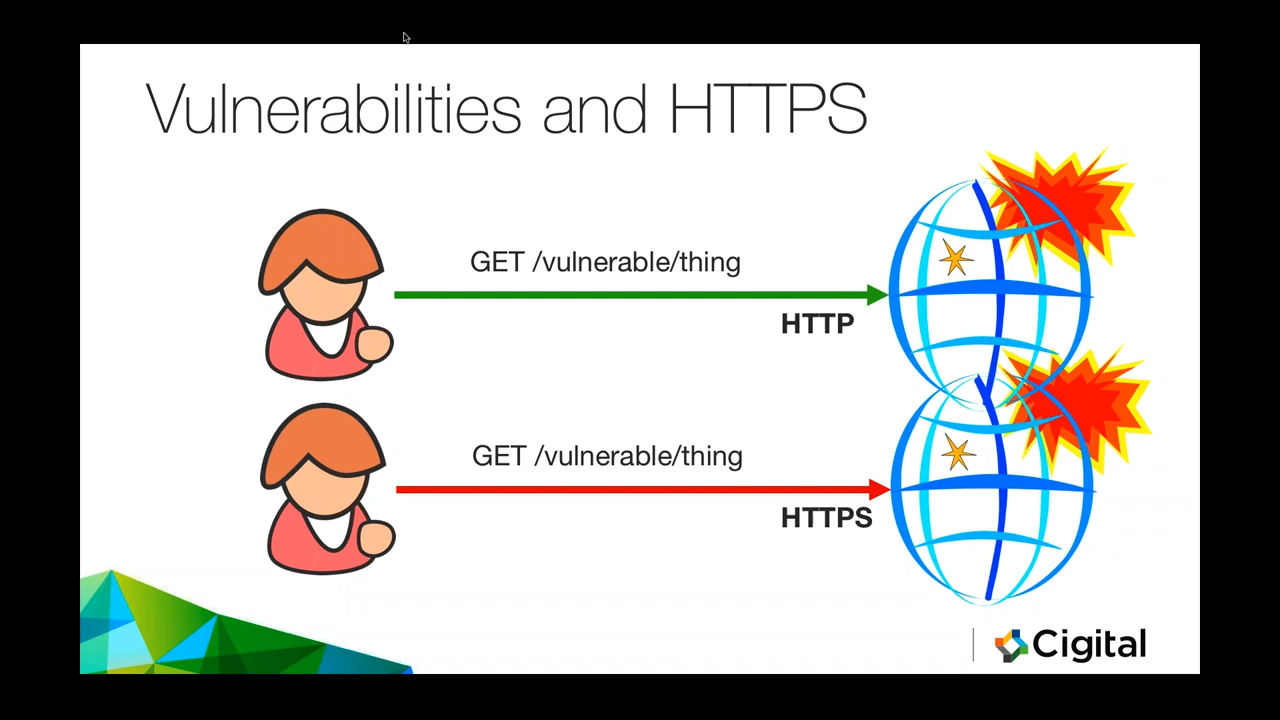 Vulnerabilities and HTTPS
GET /vulnerable/thing
HTTP
GET /vulnerable/thing
HTTPS
Cigital